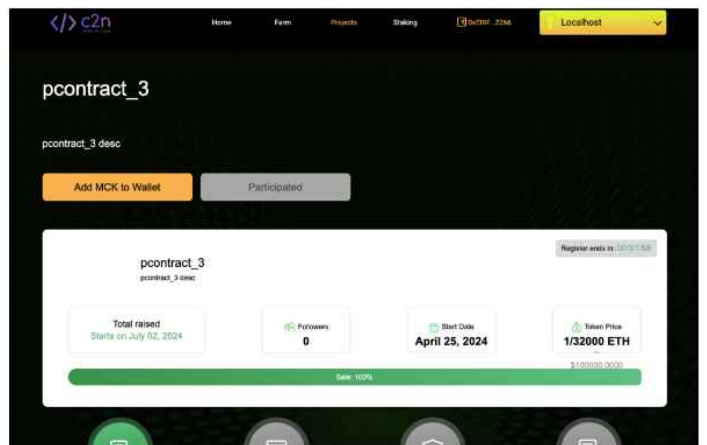 </> c2n
Home Farm Projects Staking Localhost
pcontract_3
pcontract_3 desc
Add MCK to Wallet Participated
Register ends in:
pcontract_3
pcontract_3 desc
Total raised
Starts on July 02, 2024
Followers
0
Start Date
April 25, 2024
Token Price
1/32000 ETH
$100000.0000
Sale: 100%